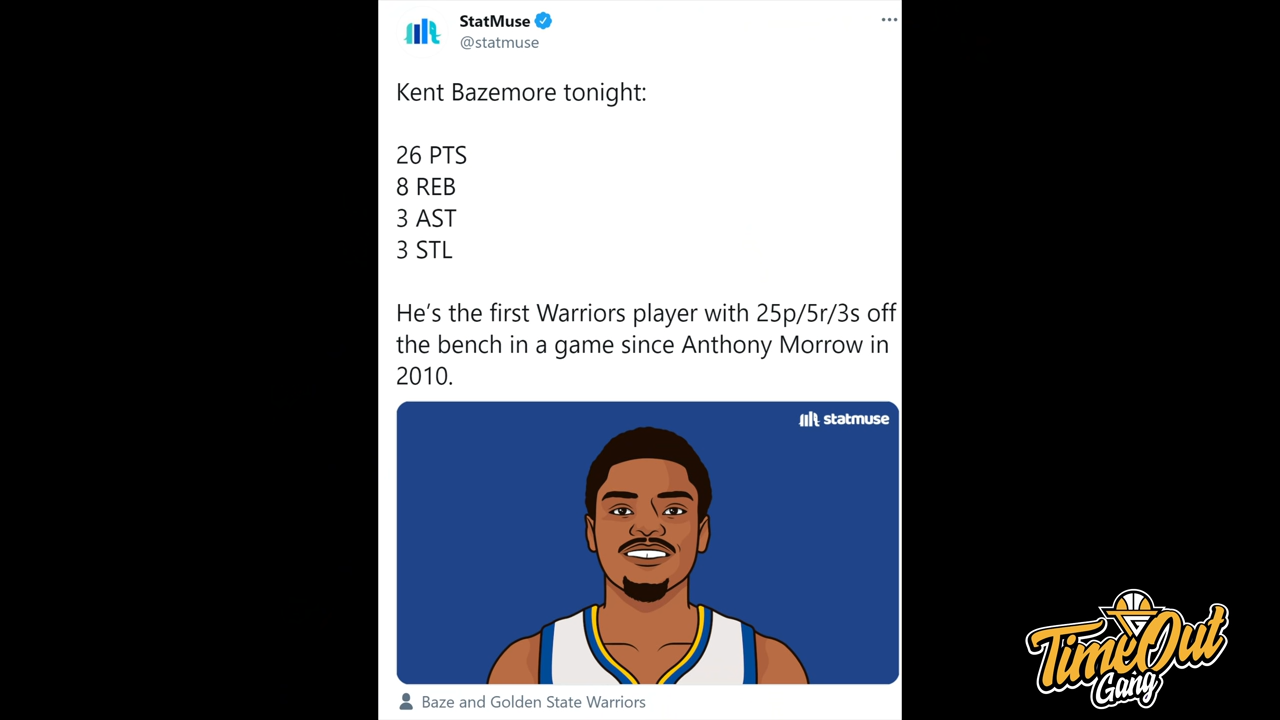 StatMuse
@statmuse
Kent Bazemore tonight:
26 PTS
8 REB
3 AST
3 STL
He’s the first Warriors player with 25p/5r/3s off
the bench in a game since Anthony Morrow in
2010.
statmuse
Baze and Golden State Warriors
TimeOut
Gang